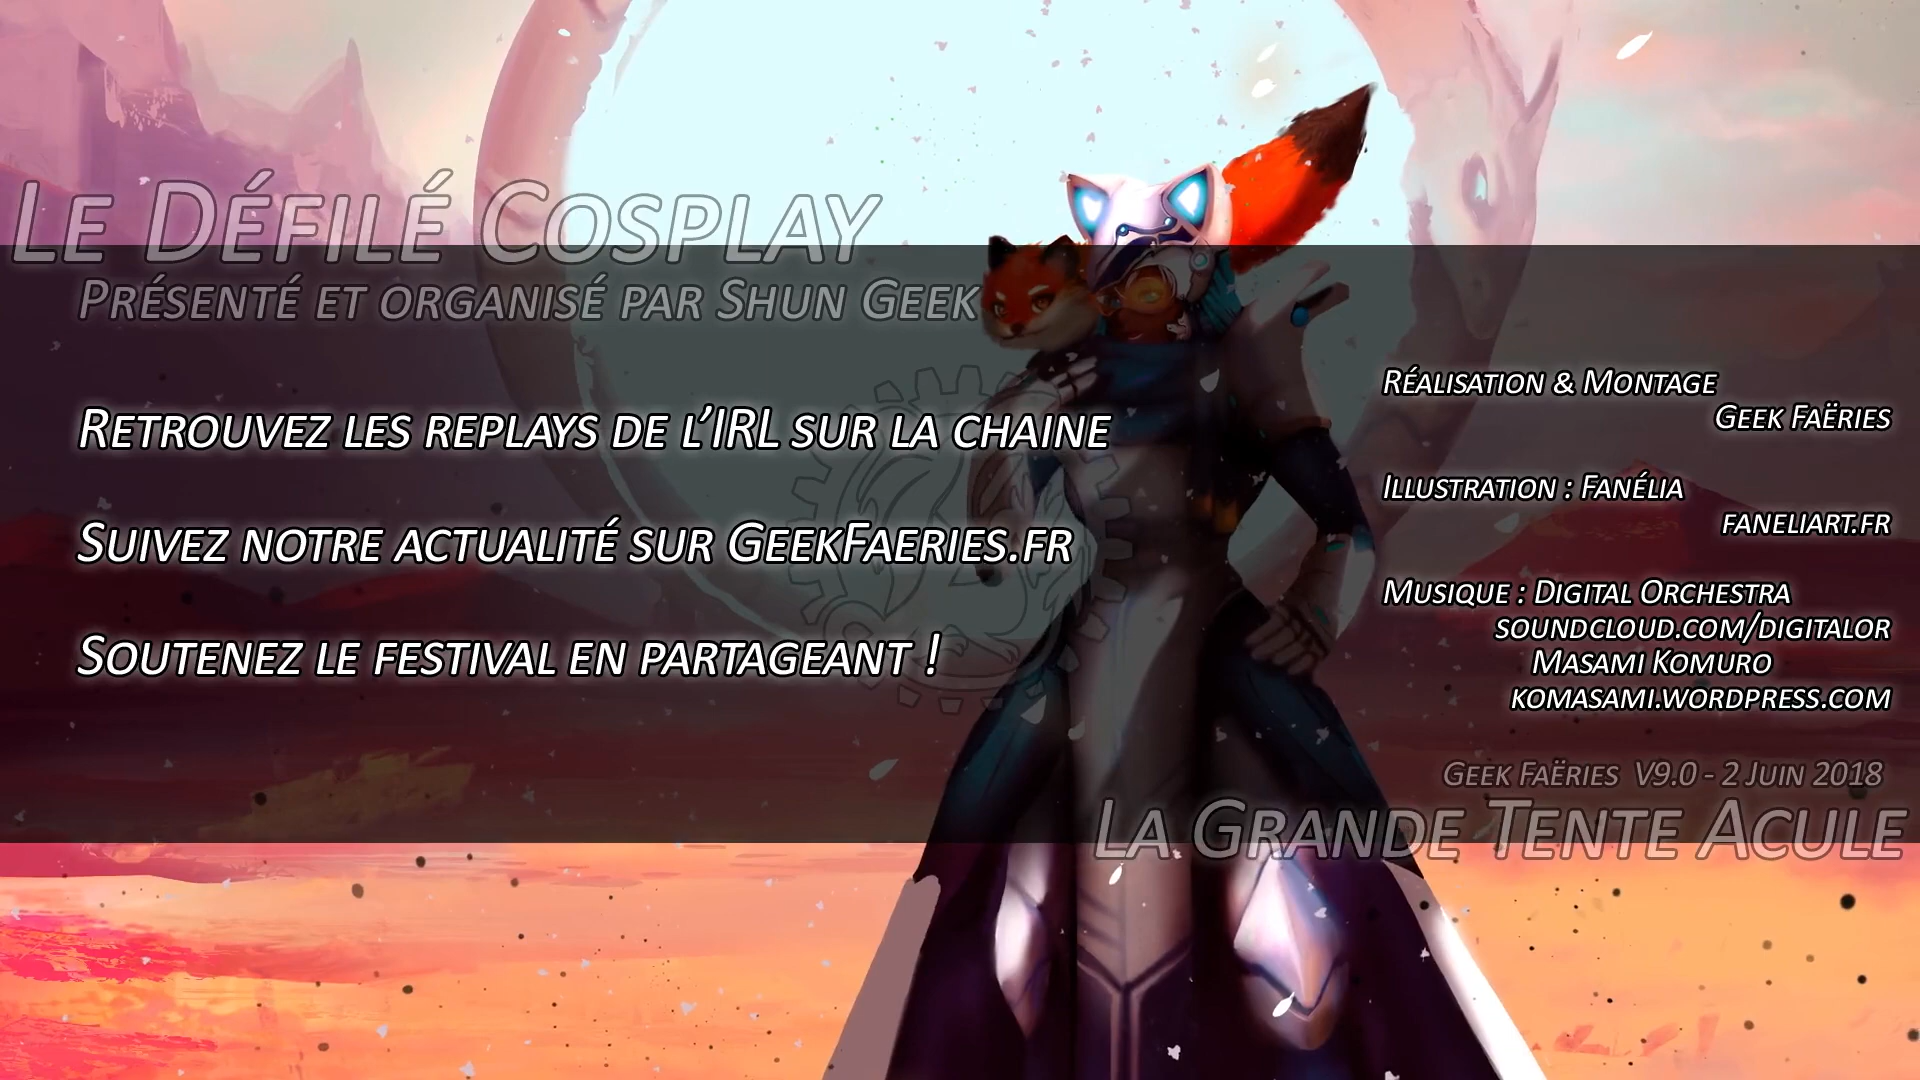 Le Défilé Cosplay
Présenté et organisé par Shun Geek
Retrouvez les replays de l’IRL sur la chaine
Suivez notre actualité sur GeekFaeries.fr
Soutenez le festival en partageant !
Réalisation & Montage
Geek Faëries
Illustration : Fanélia
faneliart.fr
Musique : Digital Orchestra
soundcloud.com/digitalor
Masami Komuro
komasami.wordpress.com
Geek Faëries V9.0 - 2 Juin 2018
La Grande Tente Acule